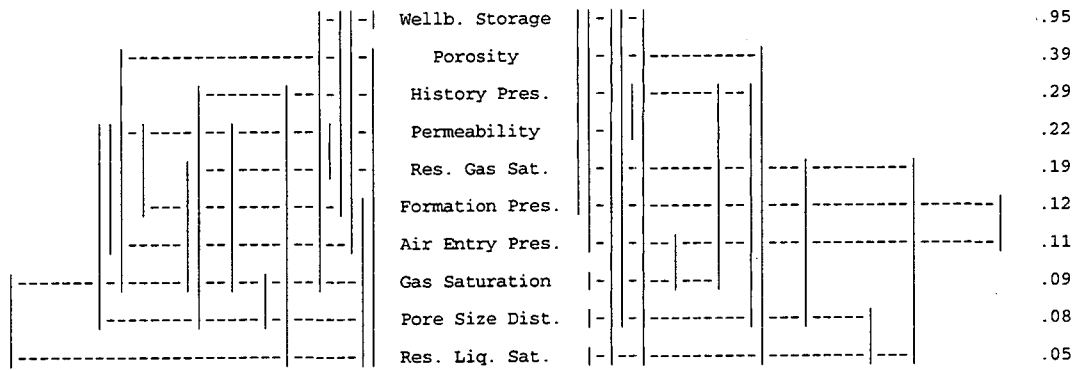 Wellb. Storage .95
Porosity .39
History Pres. .29
Permeability .22
Res. Gas Sat. .19
Formation Pres. .12
Air Entry Pres. .11
Gas Saturation .09
Pore Size Dist. .08
Res. Liq. Sat. .05